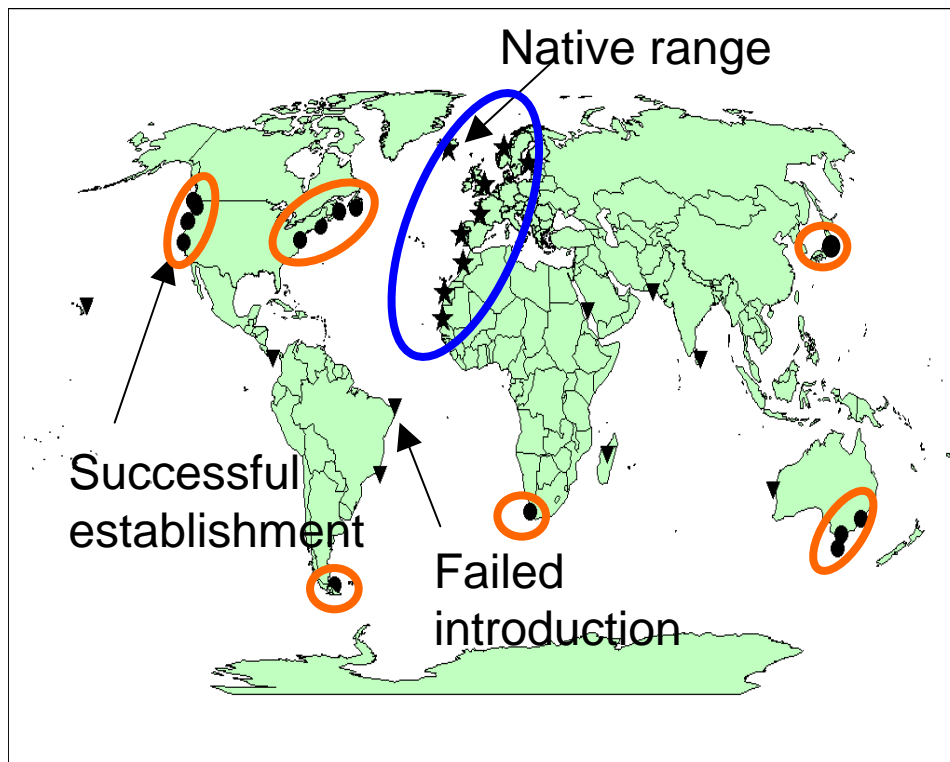 Native range
Successful
establishment
Failed
introduction